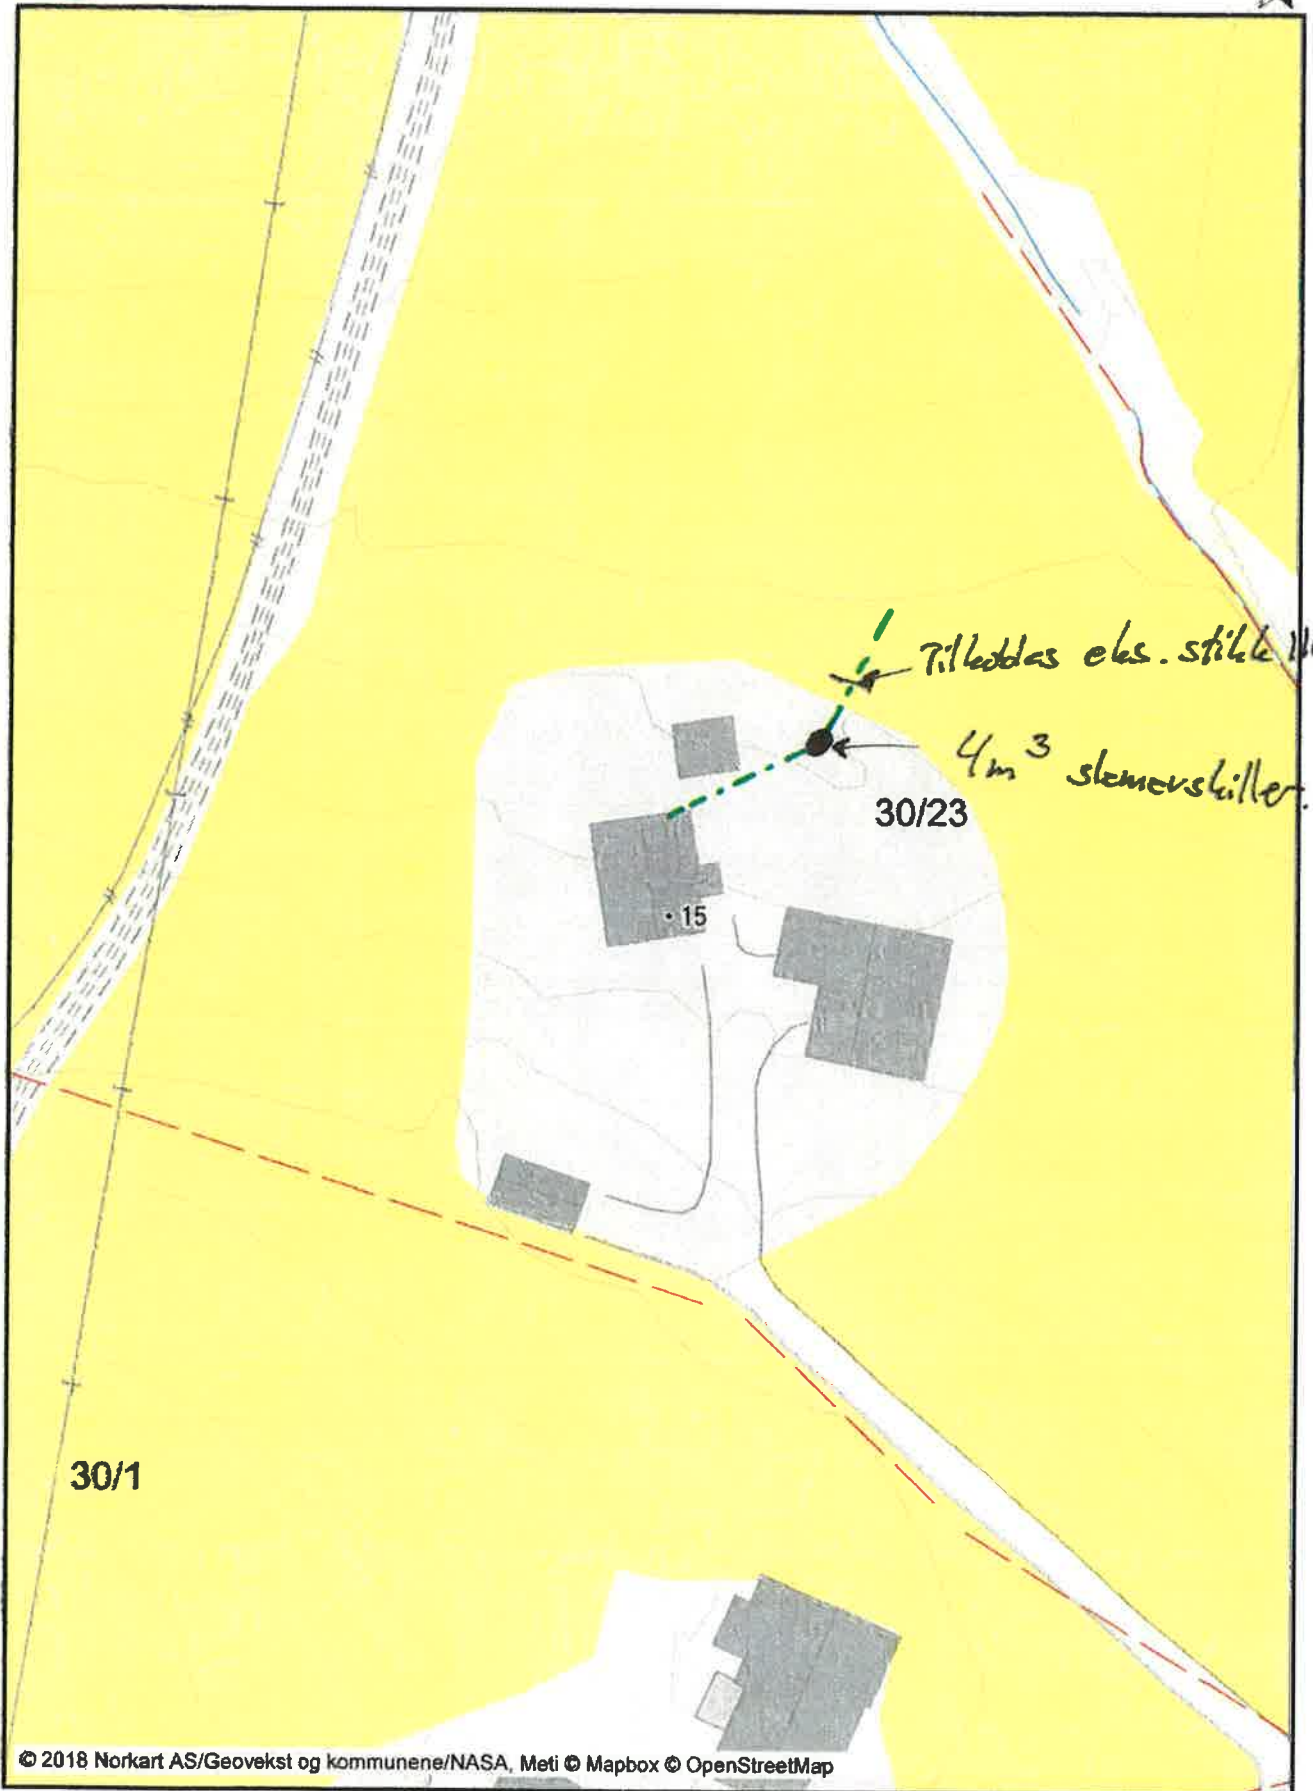 Tilkobles eks. stikk
4m³ slamavskiller.
30/23
15
30/1
© 2018 Norkart AS/Geovekst og kommunene/NASA, Meti © Mapbox © OpenStreetMap